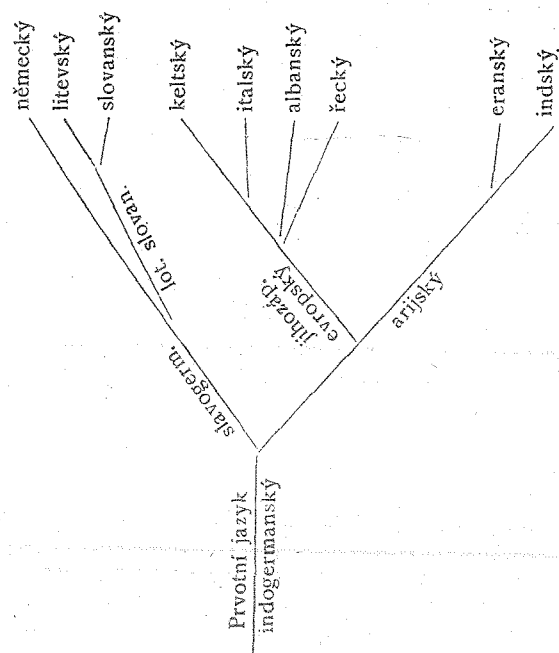 Prvotní jazyk
indogermanský
slavogerm.
lot. slovan.
německý
litevský
slovanský
jihozáp.
evropský
keltský
italský
albanský
řecký
arijský
eranský
indský